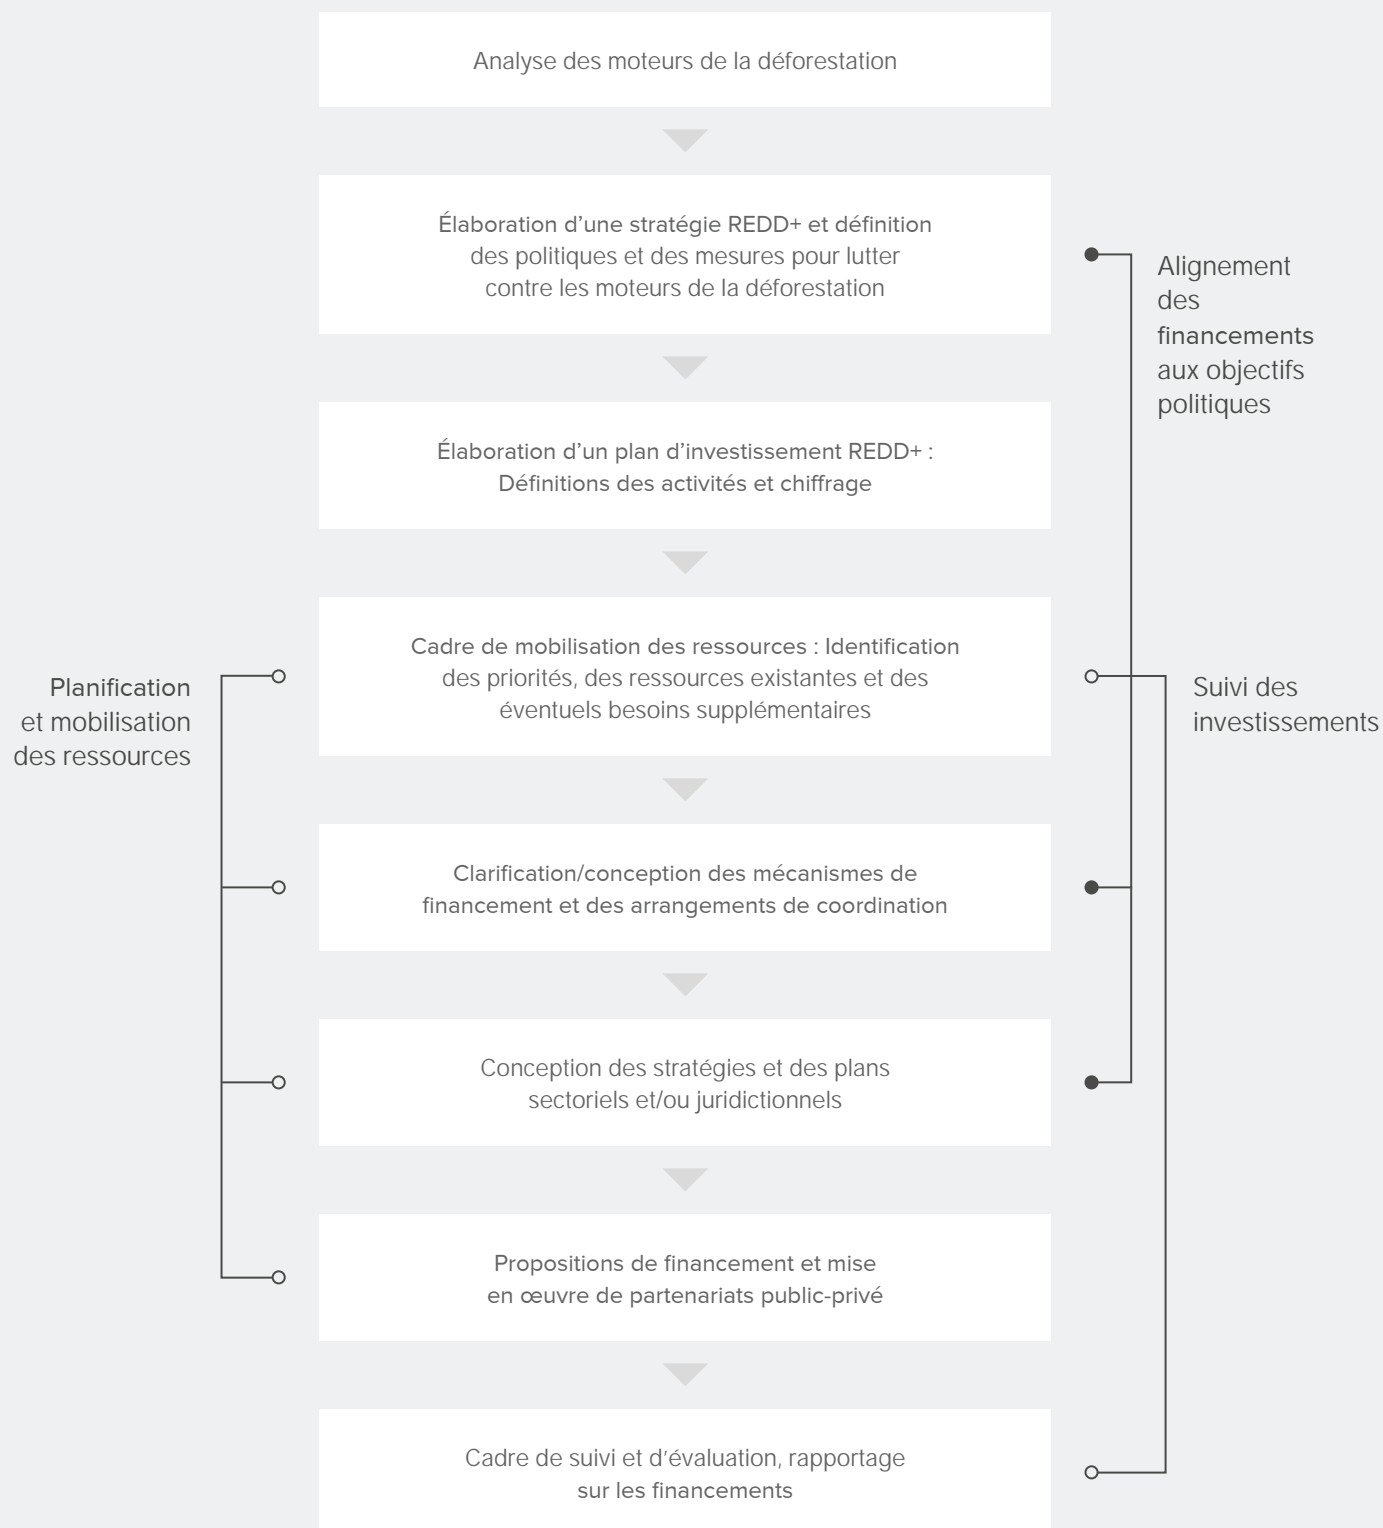 Analyse des moteurs de la déforestation
Élaboration d’une stratégie REDD+ et définition
des politiques et des mesures pour lutter
contre les moteurs de la déforestation
Alignement
des
financements
aux objectifs
politiques
Élaboration d’un plan d’investissement REDD+ :
Définitions des activités et chiffrage
Planification
et mobilisation
des ressources
Cadre de mobilisation des ressources : Identification
des priorités, des ressources existantes et des
éventuels besoins supplémentaires
Suivi des
investissements
Clarification/conception des mécanismes de
financement et des arrangements de coordination
Conception des stratégies et des plans
sectoriels et/ou juridictionnels
Propositions de financement et mise
en œuvre de partenariats public-privé
Cadre de suivi et d’évaluation, rapportage
sur les financements